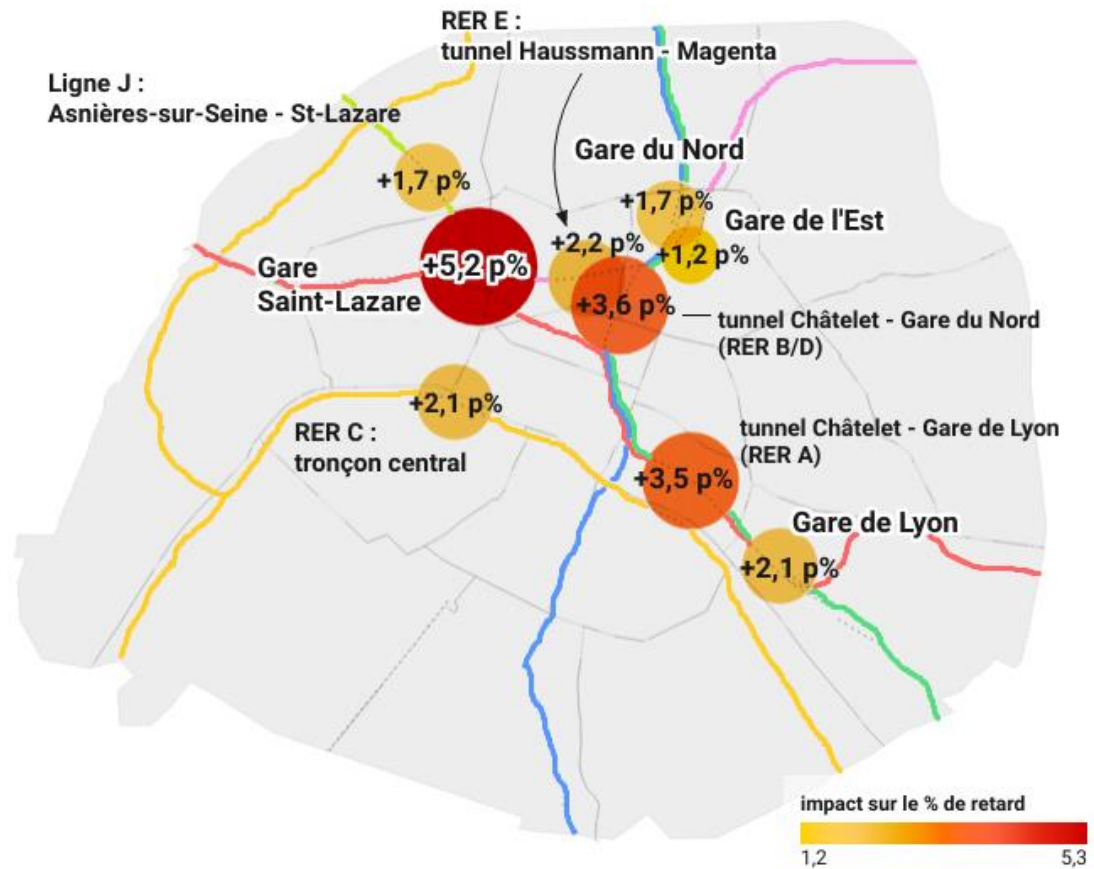 RER E :
tunnel Haussmann - Magenta
Ligne J :
Asnières-sur-Seine - St-Lazare
Gare du Nord
+1,7 p%
+1,7 p%
Gare de l'Est
+2,2 p%
+1,2 p%
+5,2 p%
Gare
Saint-Lazare
+3,6 p%
tunnel Châtelet - Gare du Nord
(RER B/D)
+2,1 p%
RER C :
tronçon central
tunnel Châtelet - Gare de Lyon
(RER A)
+3,5 p%
Gare de Lyon
+2,1 p%
impact sur le % de retard
1,2
5,3